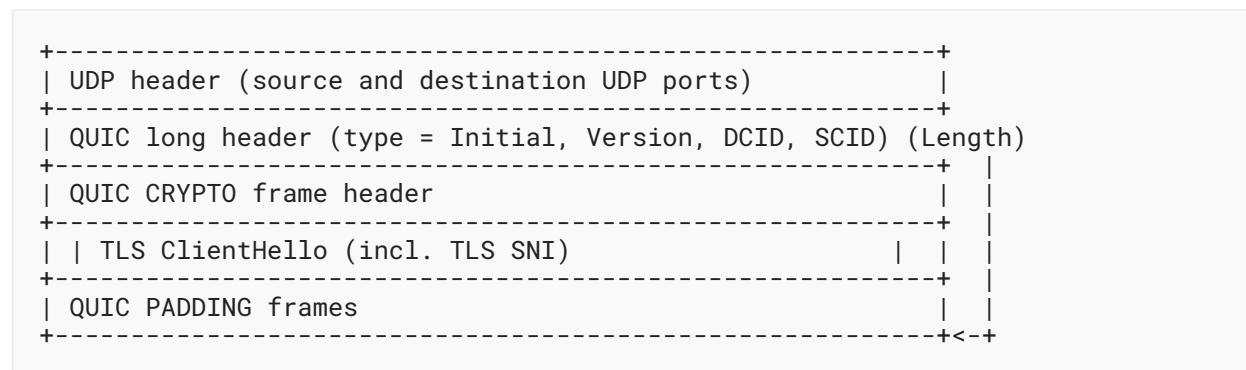 +----------------------------------------------------------+
| UDP header (source and destination UDP ports)            |
+----------------------------------------------------------+
| QUIC long header (type = Initial, Version, DCID, SCID) (Length)
+----------------------------------------------------------+  |
| QUIC CRYPTO frame header                                 |  |
+----------------------------------------------------------+  |
| | TLS ClientHello (incl. TLS SNI)                     |  |  |
+----------------------------------------------------------+  |
| QUIC PADDING frames                                      |  |
+----------------------------------------------------------+<-+